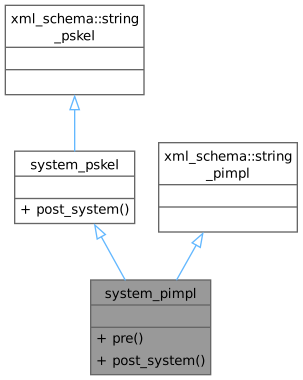 xml_schema::string
_pskel
system_pskel
+ post_system()
xml_schema::string
_pimpl
system_pimpl
+ pre()
+ post_system()